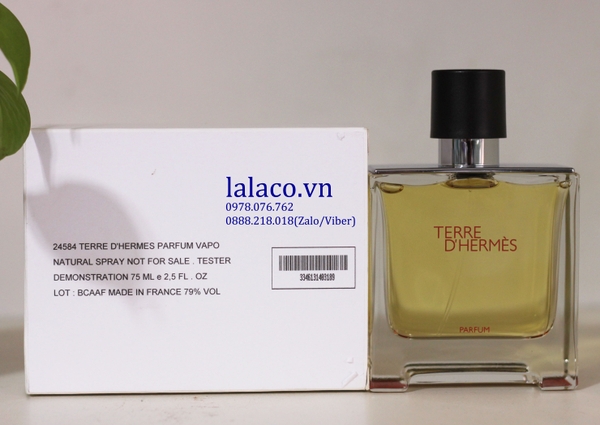 lalaco.vn
0978.076.762
0888.218.018(Zalo/Viber)
24584 TERRE D'HERMES PARFUM VAPO
NATURAL SPRAY NOT FOR SALE . TESTER
DEMONSTRATION 75 ML e 2,5 FL . OZ
LOT : BCAAF MADE IN FRANCE 79% VOL
3346131403189
TERRE
D'HERMÈS
PARFUM